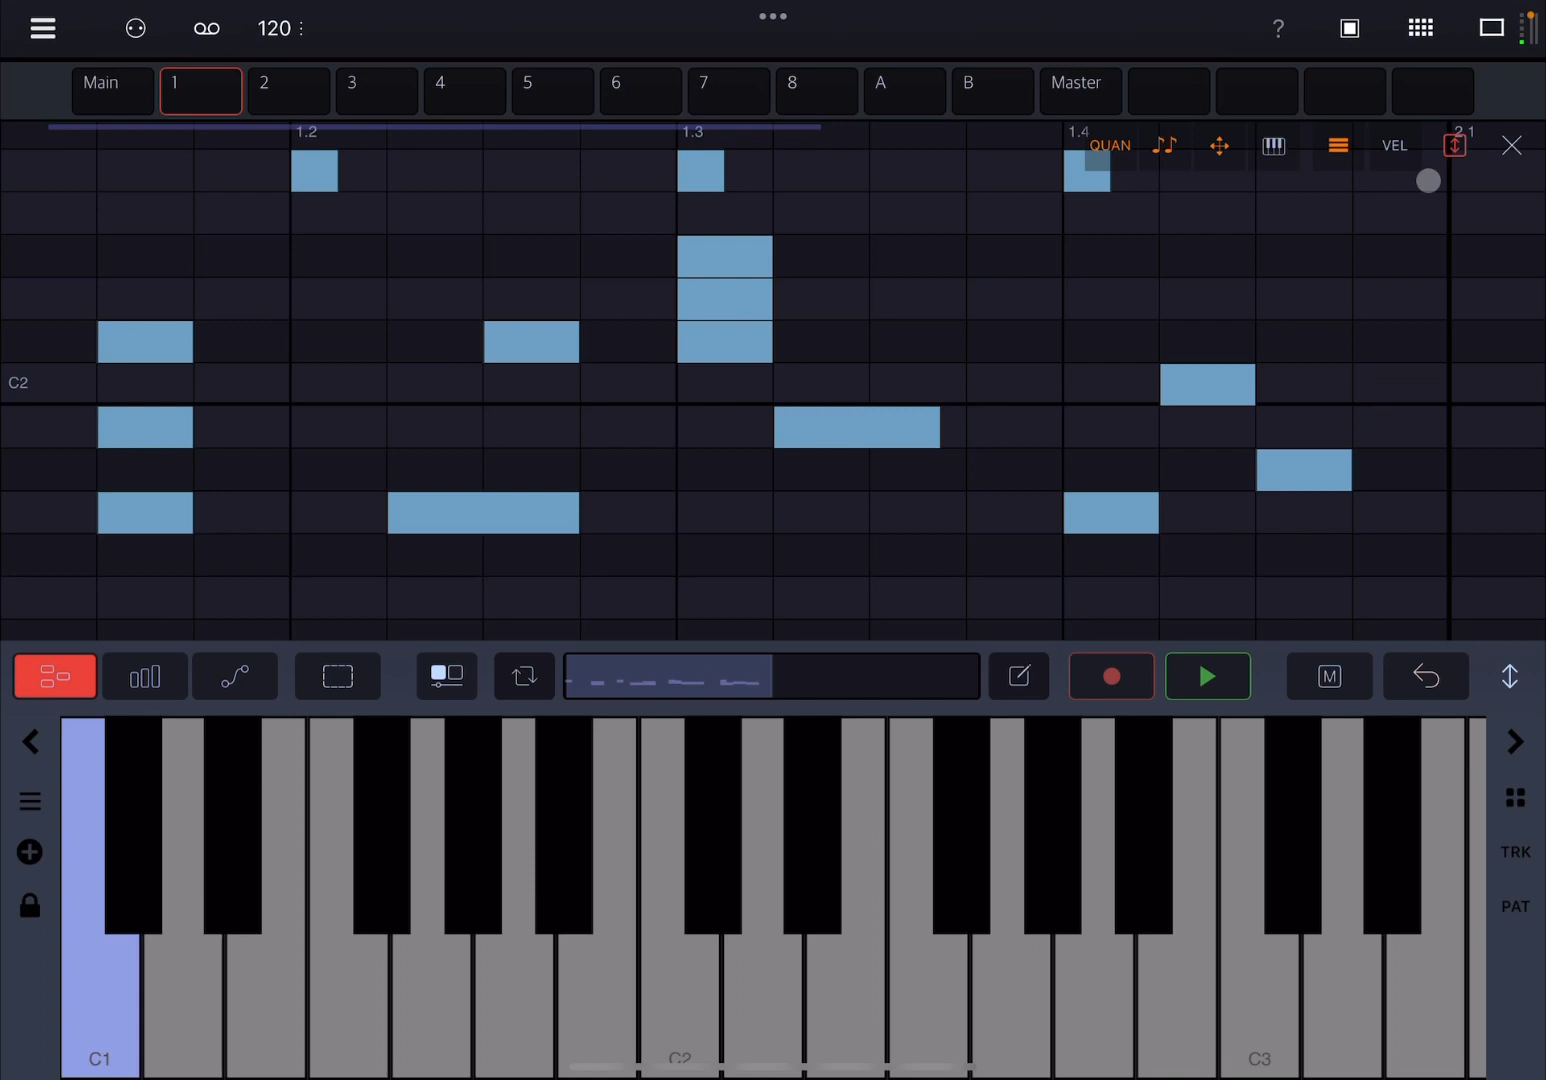 120
?
Main 1 2 3 4 5 6 7 8 A B Master
1.2 1.3 1.4 2.1
QUAN VEL
C2
M
TRK
PAT
C1 C2 C3